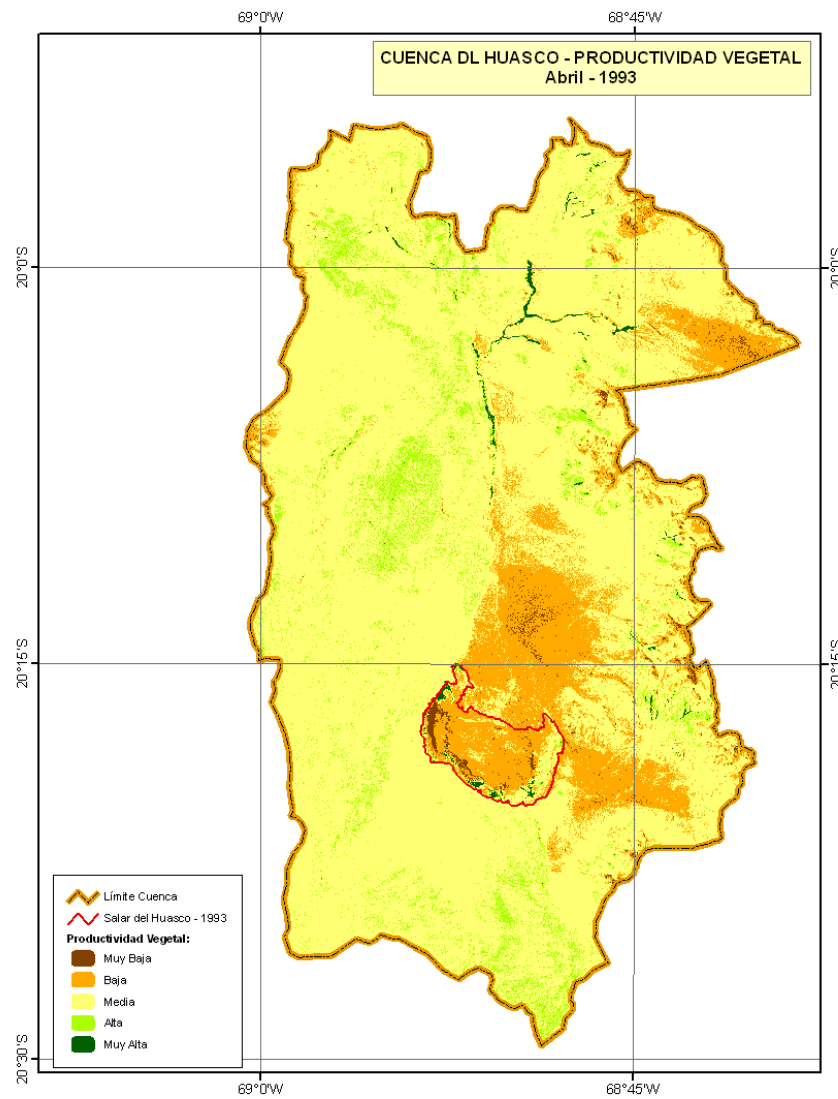 69°0'W
68°45'W
CUENCA DL HUASCO - PRODUCTIVIDAD VEGETAL
Abril - 1993
20°0'S
20°0'S
20°15'S
20°15'S
Límite Cuenca
Salar del Huasco - 1993
Productividad Vegetal:
Muy Baja
Baja
Media
Alta
Muy Alta
20°30'S
20°30'S
69°0'W
68°45'W